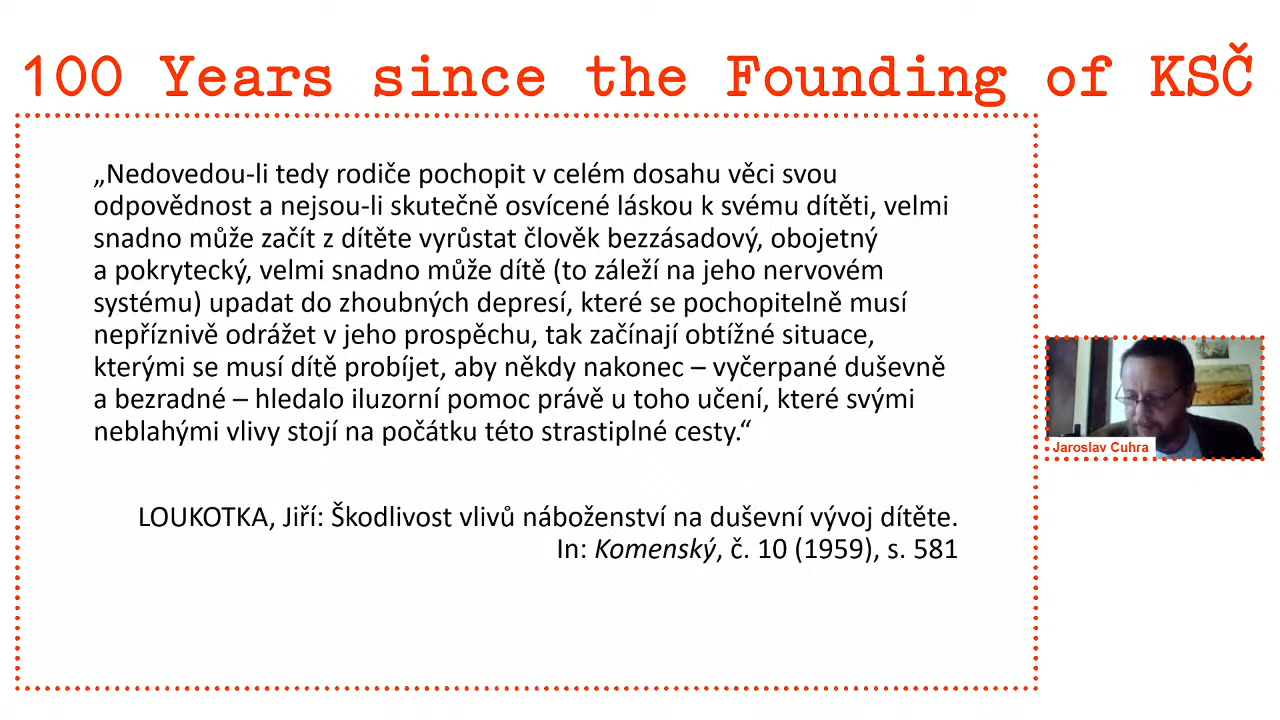 100 Years since the Founding of KSČ
„Nedovedou-li tedy rodiče pochopit v celém dosahu věci svou
odpovědnost a nejsou-li skutečně osvícené láskou k svému dítěti, velmi
snadno může začít z dítěte vyrůstat člověk bezzásadový, obojetný
a pokrytecký, velmi snadno může dítě (to záleží na jeho nervovém
systému) upadat do zhoubných depresí, které se pochopitelně musí
nepříznivě odrážet v jeho prospěchu, tak začínají obtížné situace,
kterými se musí dítě probíjet, aby někdy nakonec – vyčerpané duševně
a bezradné – hledalo iluzorní pomoc právě u toho učení, které svými
neblahými vlivy stojí na počátku této strastiplné cesty.“
LOUKOTKA, Jiří: Škodlivost vlivů náboženství na duševní vývoj dítěte.
In: Komenský, č. 10 (1959), s. 581
Jaroslav Cuhra